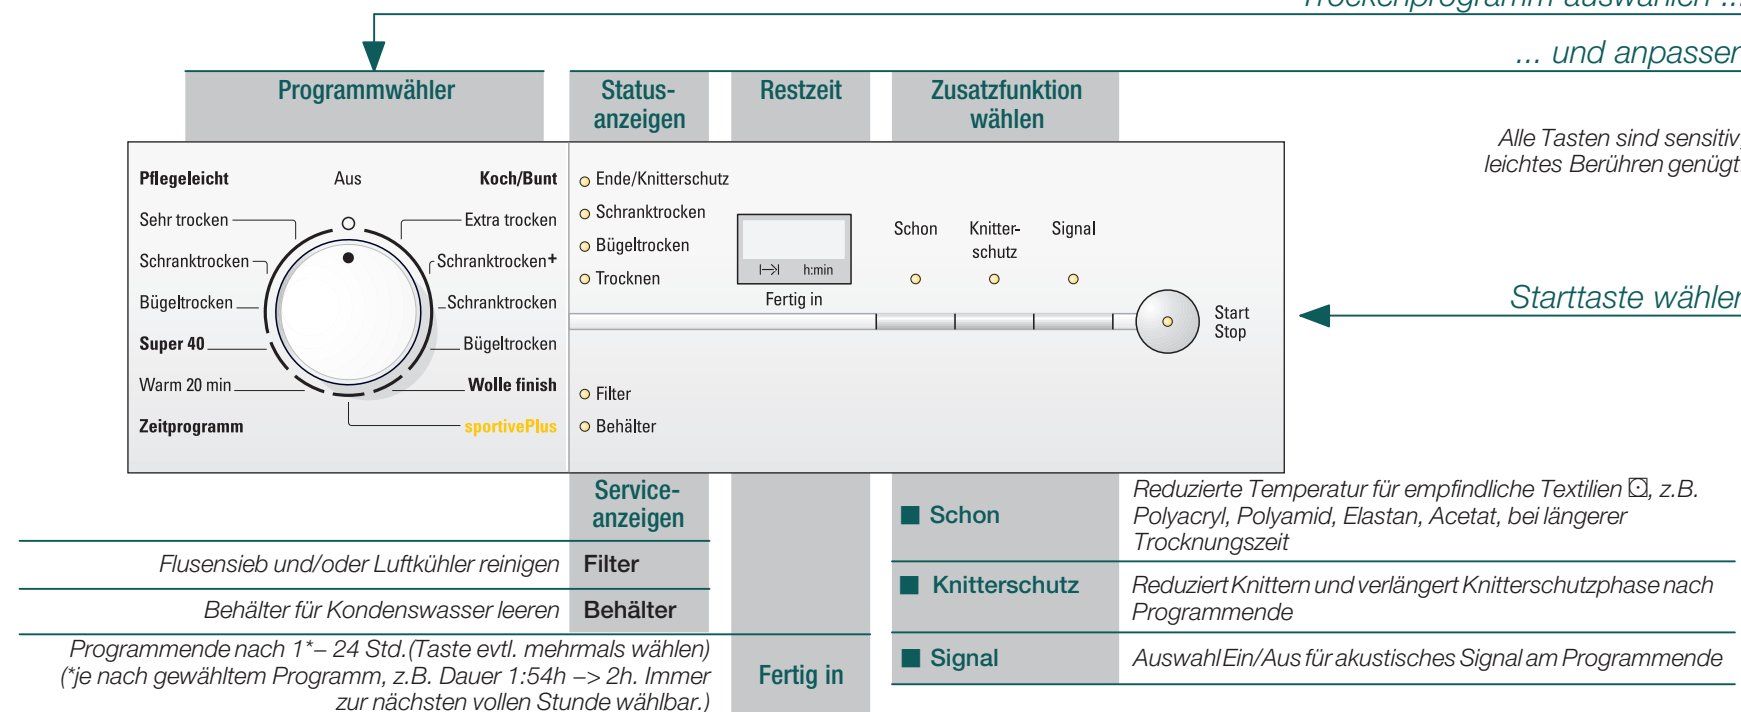 Trockenprogramm auswählen ...
... und anpassen
Programmwähler
Status-
anzeigen
Restzeit
Zusatzfunktion
wählen
Alle Tasten sind sensitiv,
leichtes Berühren genügt.
Pflegeleicht
Aus
Koch/Bunt
Sehr trocken
Extra trocken
Schranktrocken
Schranktrocken+
Bügeltrocken
Schranktrocken
Super 40
Bügeltrocken
Warm 20 min
Wolle finish
Zeitprogramm
sportivePlus
Ende/Knitterschutz
Schranktrocken
Bügeltrocken
Trocknen
h:min
Fertig in
Schon
Knitter-
schutz
Signal
Start
Stop
Starttaste wählen
Filter
Behälter
Service-
anzeigen
Flusensieb und/oder Luftkühler reinigen Filter
Behälter für Kondenswasser leeren Behälter
Programmende nach 1*– 24 Std.(Taste evtl. mehrmals wählen)
(*je nach gewähltem Programm, z.B. Dauer 1:54h –> 2h. Immer
zur nächsten vollen Stunde wählbar.)
Fertig in
■ Schon
Reduzierte Temperatur für empfindliche Textilien ⊡, z.B.
Polyacryl, Polyamid, Elastan, Acetat, bei längerer
Trocknungszeit
■ Knitterschutz
Reduziert Knittern und verlängert Knitterschutzphase nach
Programmende
■ Signal
Auswahl Ein/Aus für akustisches Signal am Programmende